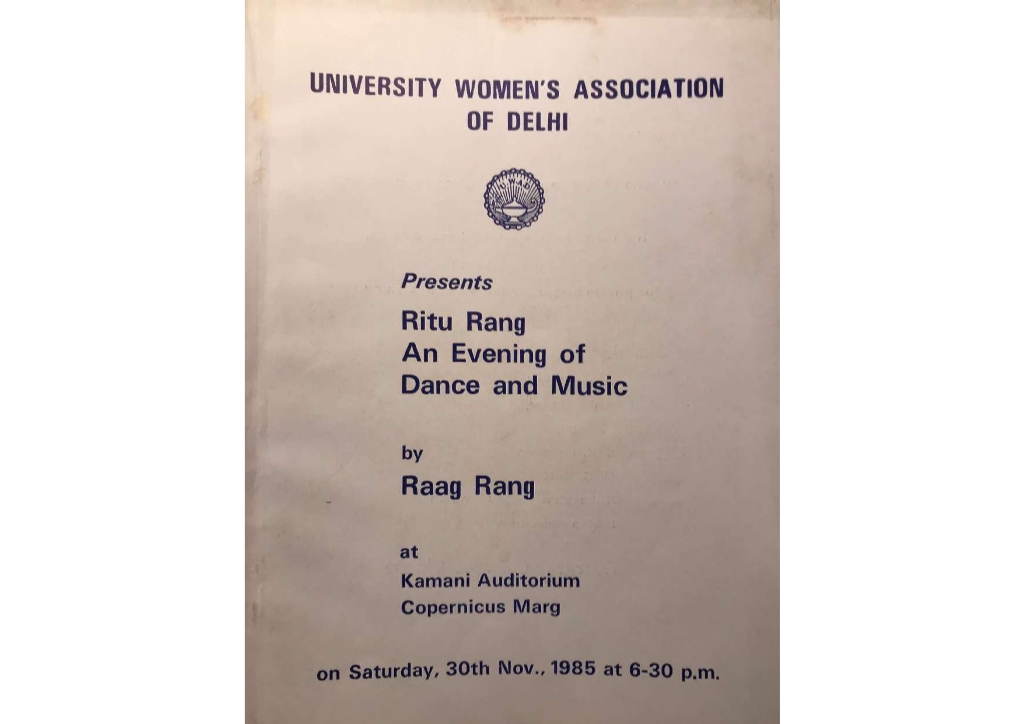 UNIVERSITY WOMEN'S ASSOCIATION
OF DELHI
UWAD
Presents
Ritu Rang
An Evening of
Dance and Music
by
Raag Rang
at
Kamani Auditorium
Copernicus Marg
on Saturday, 30th Nov., 1985 at 6-30 p.m.